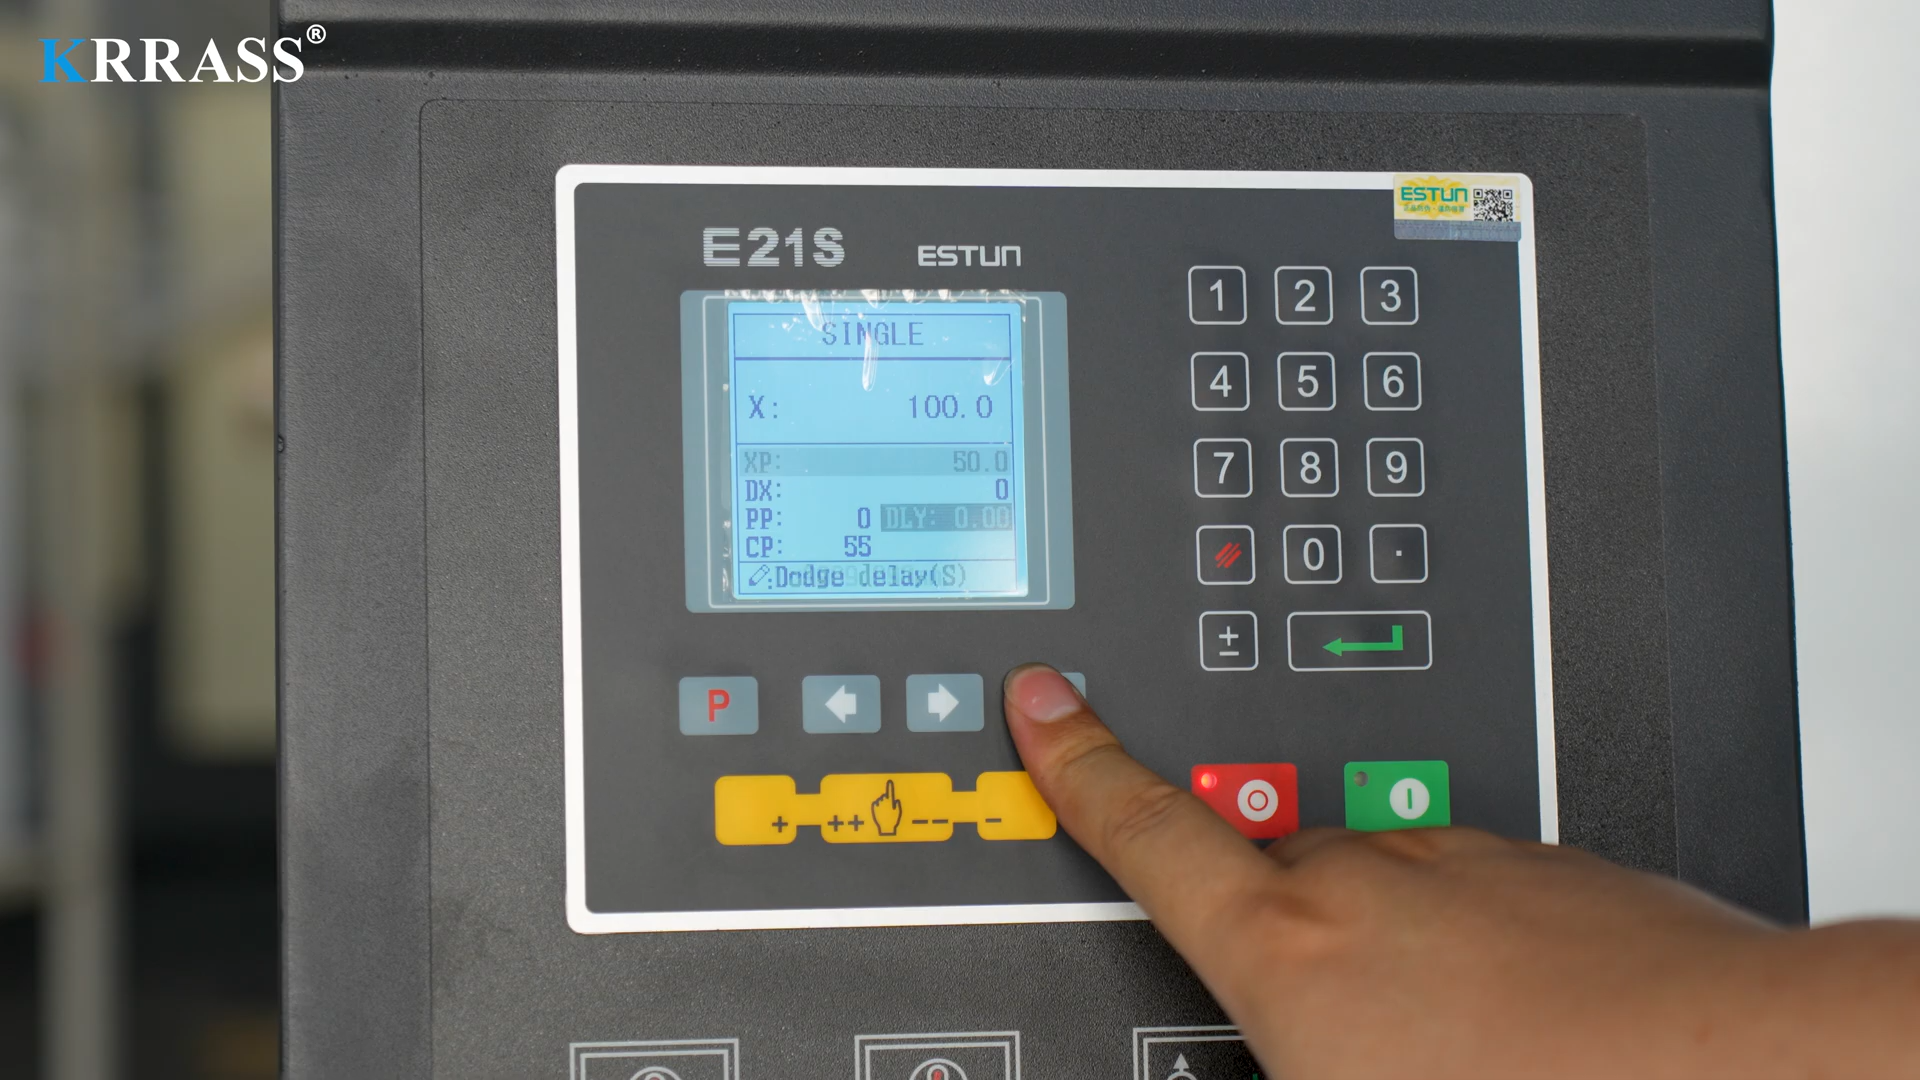 KRRASS®
ESTUN
E21S ESTUN
SINGLE
X: 100.0
XP: 50.0
DX: 0
PP: 0 DLY: 0.00
CP: 55
:Dodge delay(S)
1 2 3
4 5 6
7 8 9
0 ·
±
P
+ ++ -- -